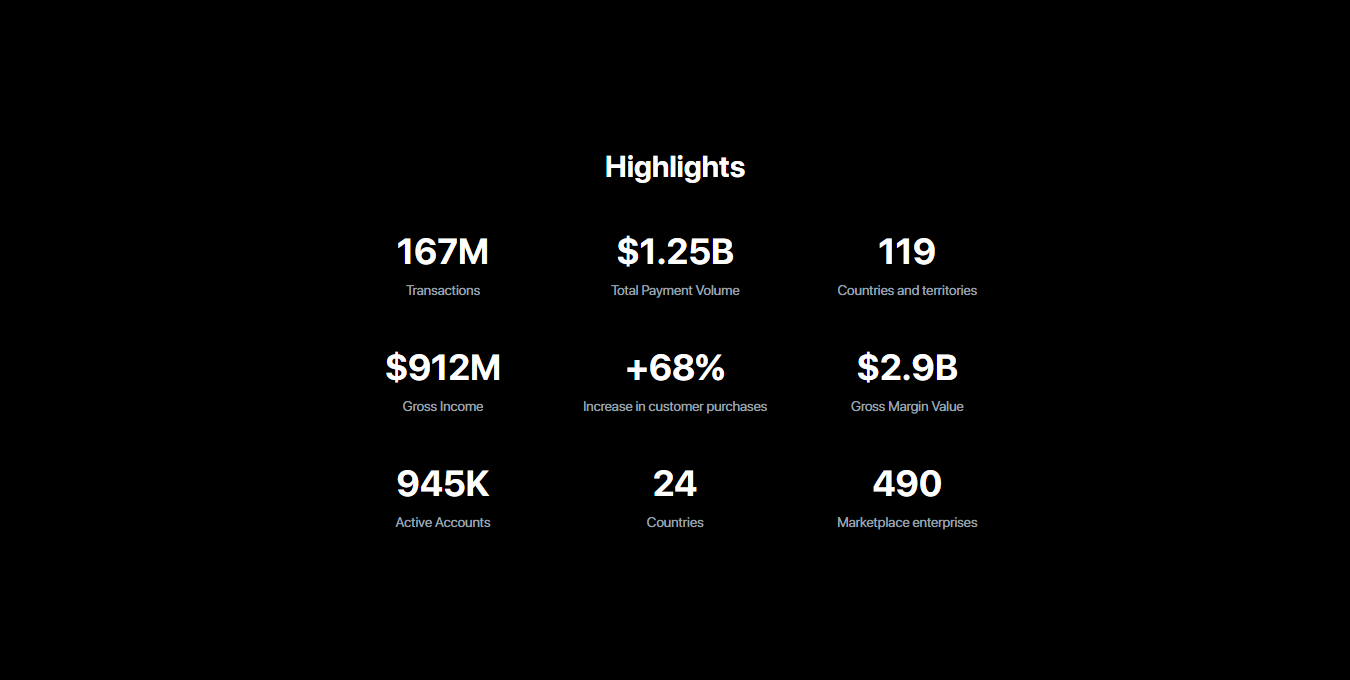 Highlights
167M
$1.25B
119
Transactions
Total Payment Volume
Countries and territories
$912M
+68%
$2.9B
Gross Income
Increase in customer purchases
Gross Margin Value
945K
24
490
Active Accounts
Countries
Marketplace enterprises